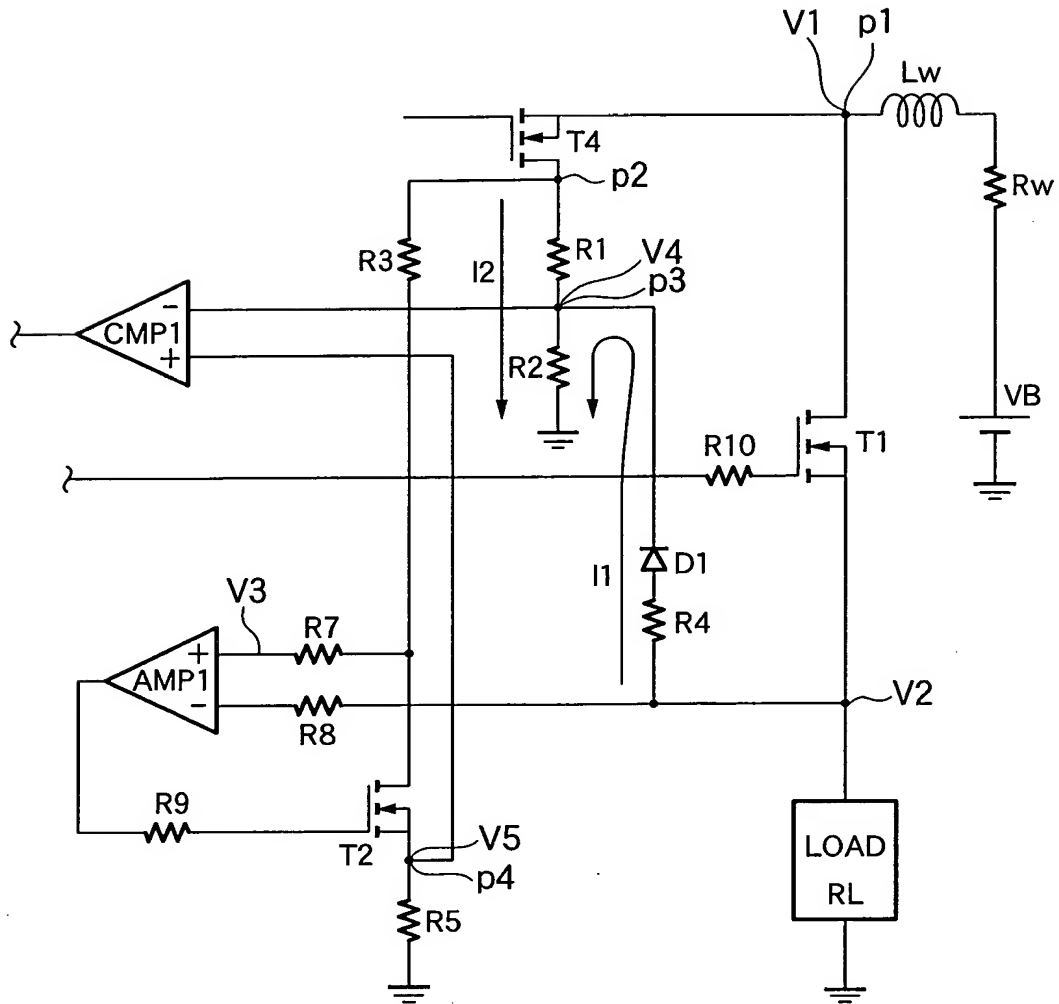 V1 p1
Lw
T4
p2
Rw
R3
I2
R1
V4
p3
CMP1
-
+
R2
VB
R10
T1
I1
D1
R4
V3
R7
+
AMP1
-
R8
V2
R9
T2
V5
p4
R5
LOAD
RL